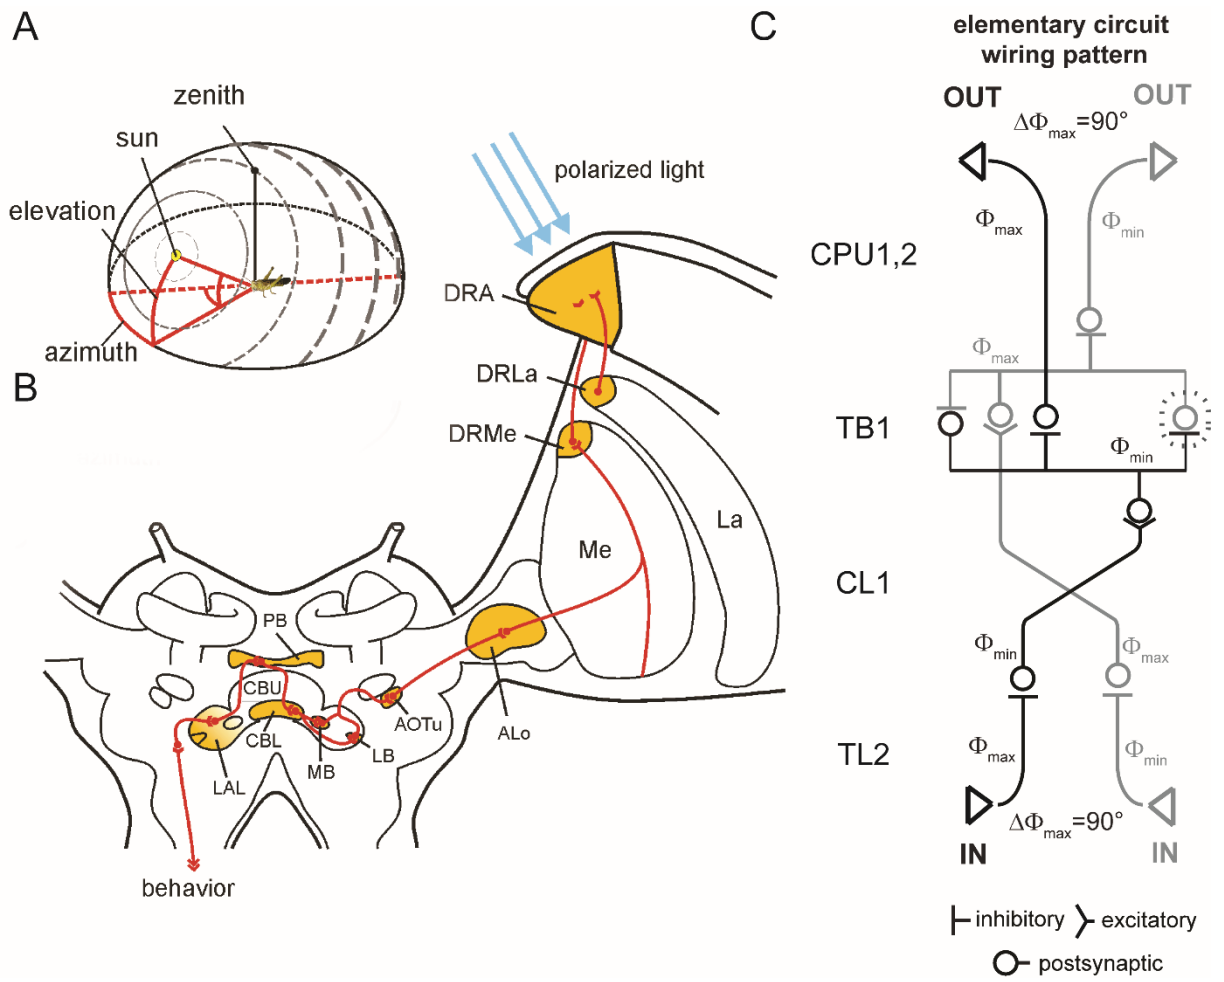 A
zenith
sun
elevation
azimuth
polarized light
B
DRA
DRLa
DRMe
La
Me
PB
CBU
CBL
LAL
MB
LB
AOTu
ALo
behavior
C
elementary circuit
wiring pattern
OUT
OUT
ΔΦmax=90°
Φmax
Φmin
CPU1,2
Φmax
TB1
Φmin
CL1
Φmin
Φmax
TL2
Φmax
Φmin
ΔΦmax=90°
IN
IN
inhibitory
excitatory
postsynaptic